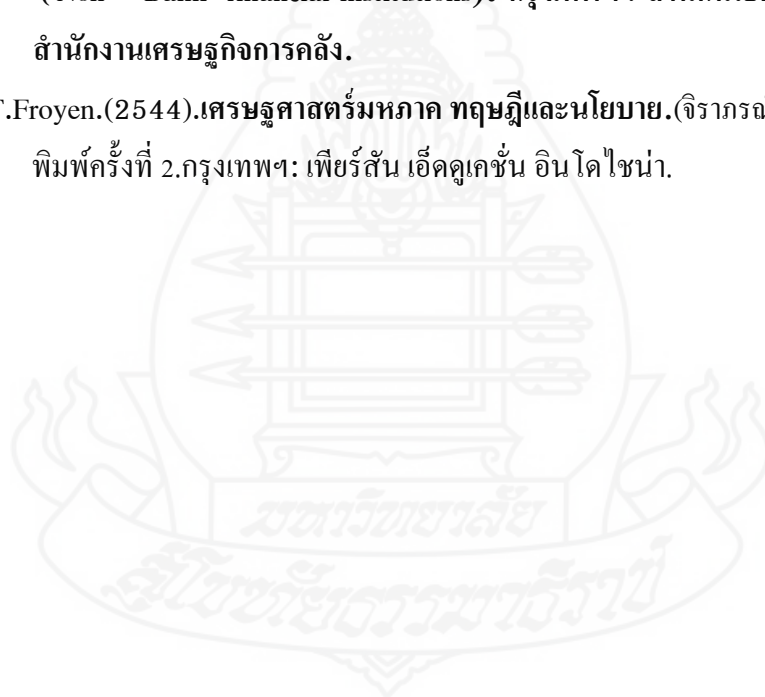 สำนักงานเศรษฐกิจการคลัง.
.Froyen.(2544).เศรษฐศาสตร์มหภาค ทฤษฎีและนโยบาย.(จิราภรณ์
พิมพ์ครั้งที่ 2.กรุงเทพฯ: เพียร์สัน เอ็ดดูเคชั่น อินโดไชน่า.
มหาวิทยาลัย
สุโขทัยธรรมาธิราช